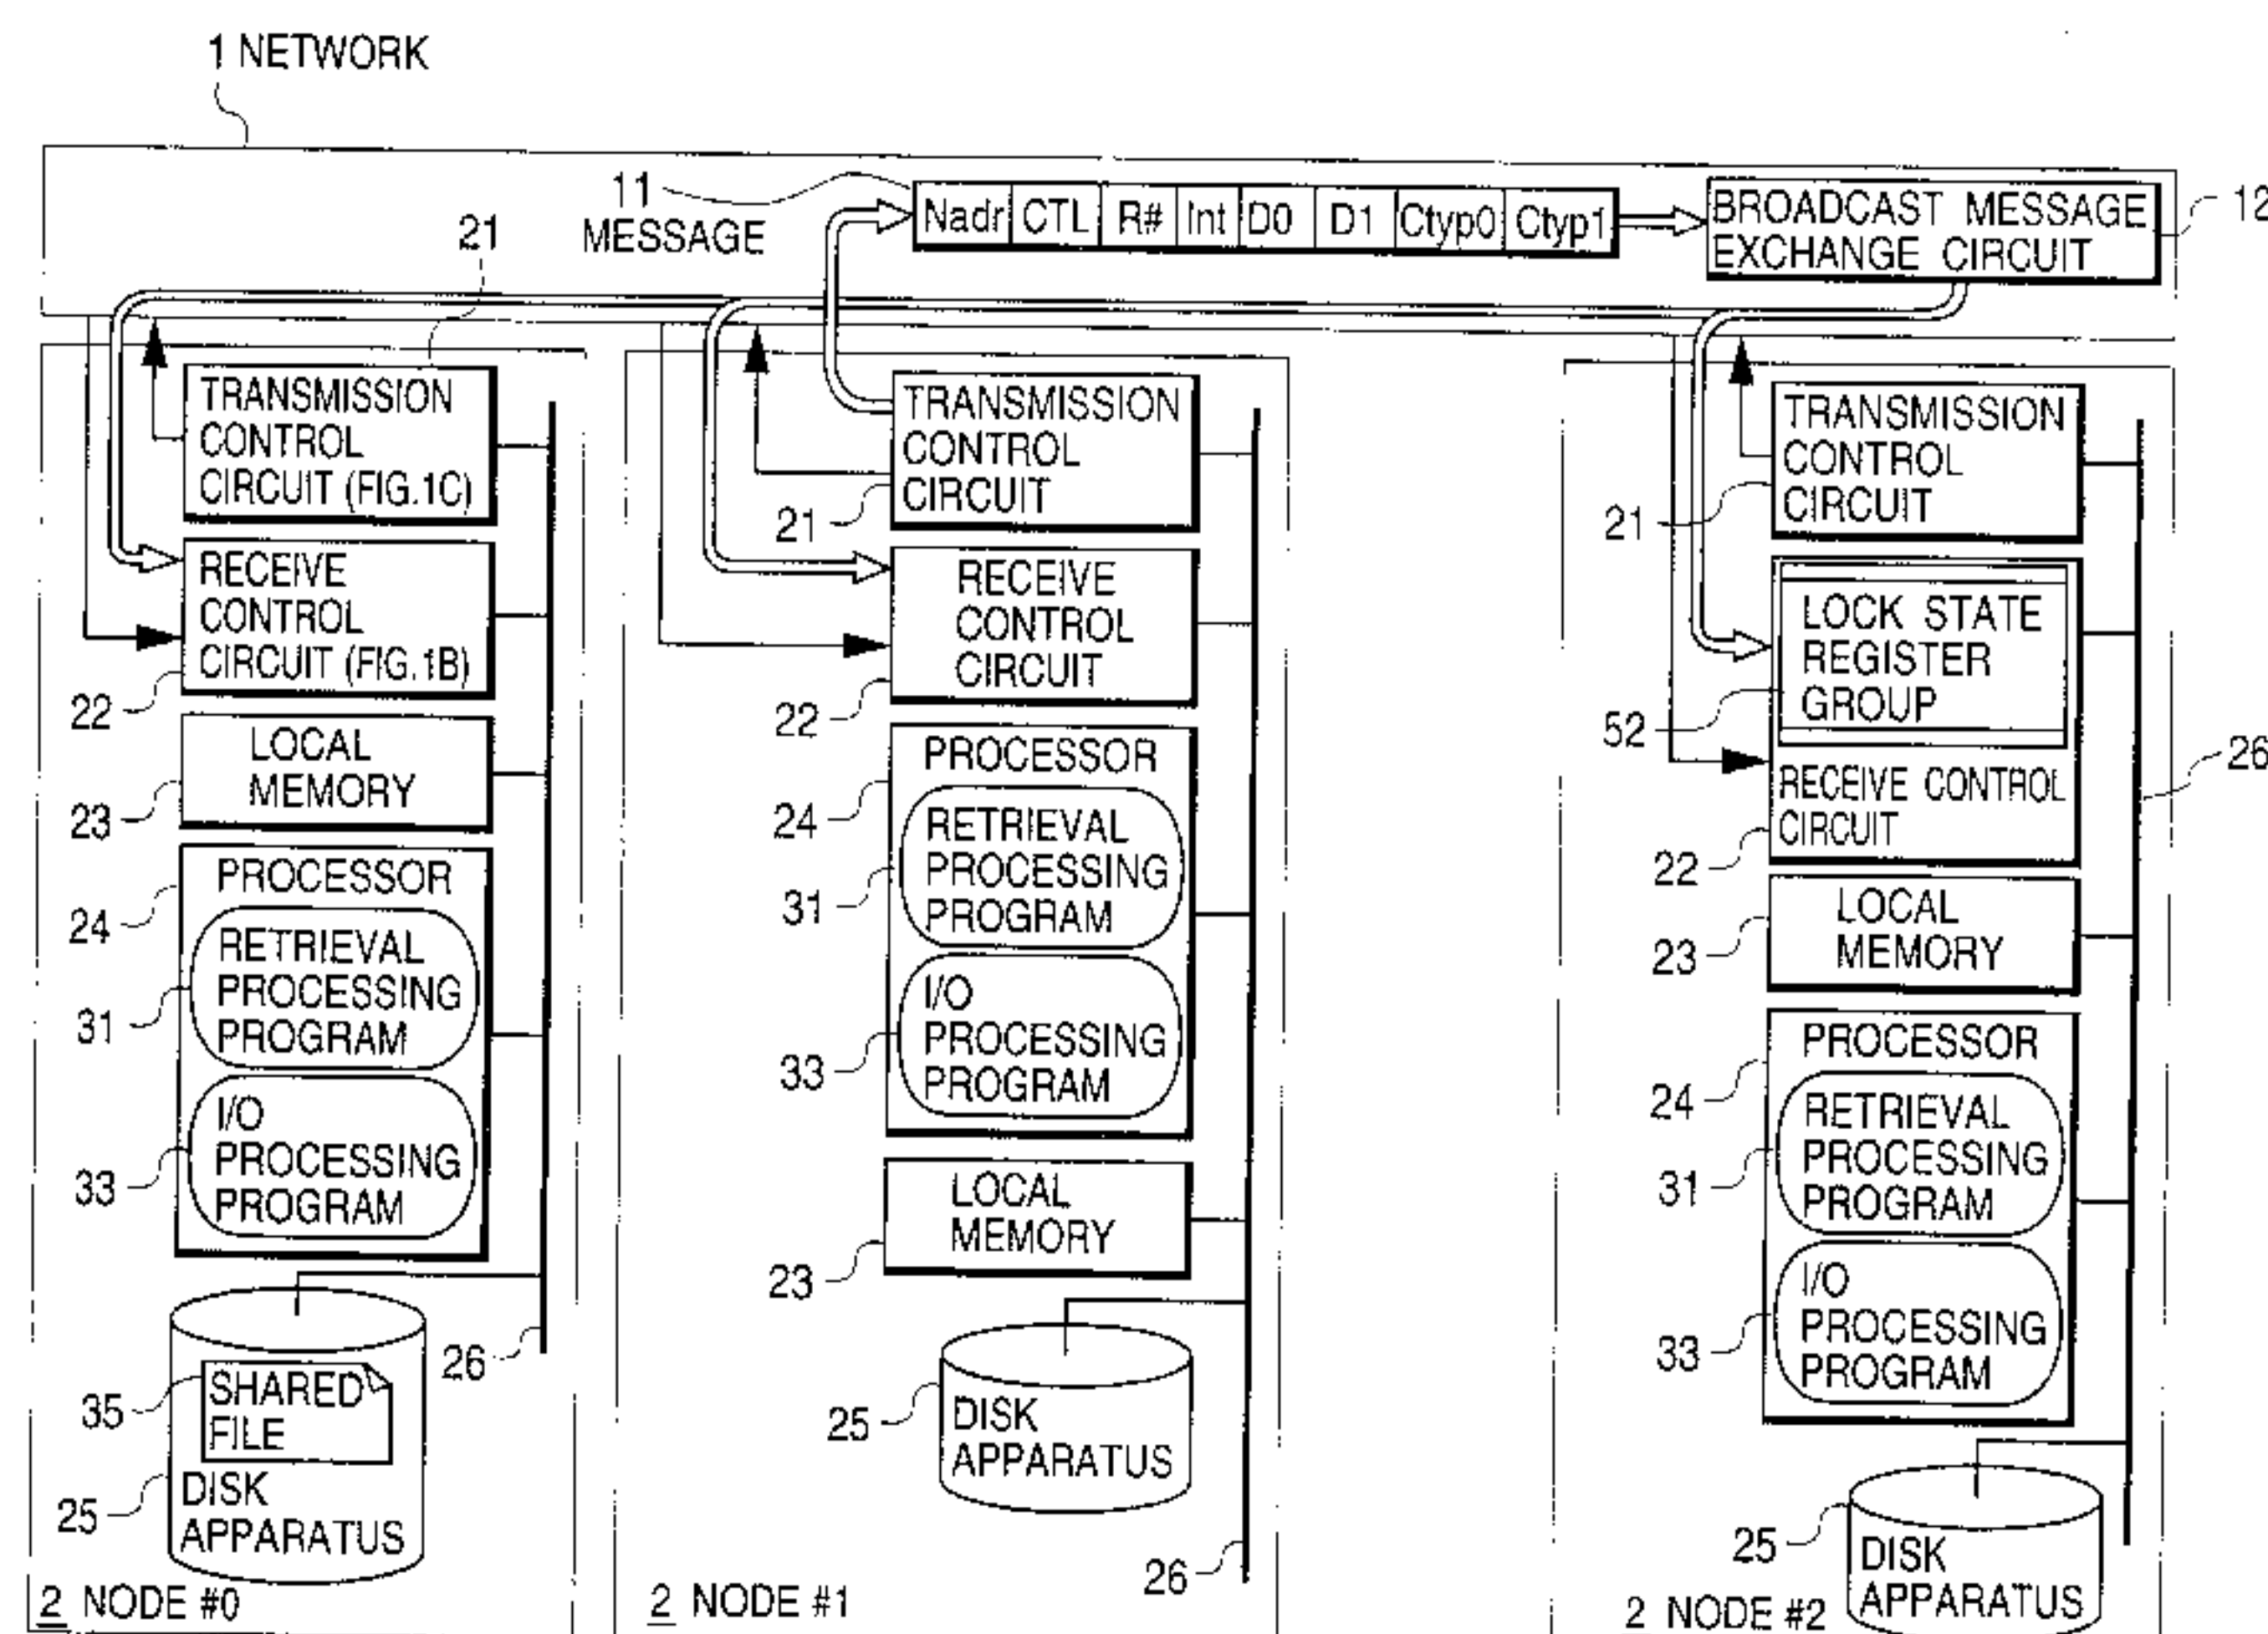 1 NETWORK
11
MESSAGE
Nadr CTL R# Int D0 D1 Ctyp0 Ctyp1
BROADCAST MESSAGE
EXCHANGE CIRCUIT
12
21
TRANSMISSION
CONTROL
CIRCUIT (FIG.1C)
RECEIVE
CONTROL
CIRCUIT (FIG.1B)
22
LOCAL
MEMORY
23
PROCESSOR
24
RETRIEVAL
PROCESSING
PROGRAM
31
I/O
PROCESSING
PROGRAM
33
26
35
SHARED
FILE
DISK
APPARATUS
25
2 NODE #0
TRANSMISSION
CONTROL
CIRCUIT
21
RECEIVE
CONTROL
CIRCUIT
22
PROCESSOR
24
RETRIEVAL
PROCESSING
PROGRAM
31
I/O
PROCESSING
PROGRAM
33
LOCAL
MEMORY
23
DISK
APPARATUS
25
26
2 NODE #1
TRANSMISSION
CONTROL
CIRCUIT
21
LOCK STATE
REGISTER
GROUP
52
RECEIVE CONTROL
CIRCUIT
22
26
LOCAL
MEMORY
23
PROCESSOR
24
RETRIEVAL
PROCESSING
PROGRAM
31
I/O
PROCESSING
PROGRAM
33
DISK
APPARATUS
25
2 NODE #2